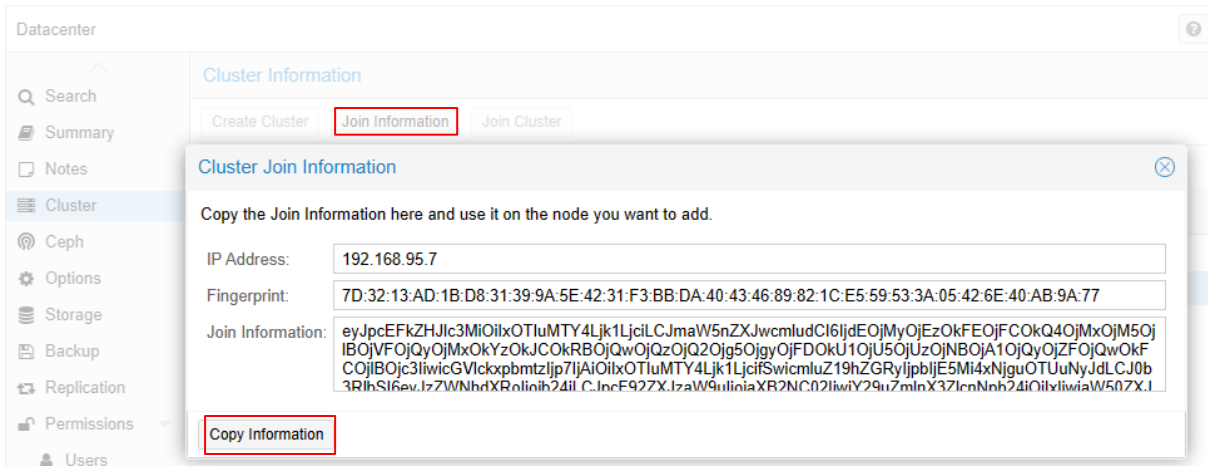 Datacenter
Search
Summary
Notes
Cluster
Ceph
Options
Storage
Backup
Replication
Permissions
Users
Cluster Information
Create Cluster Join Information Join Cluster
Cluster Join Information
Copy the Join Information here and use it on the node you want to add.
IP Address: 192.168.95.7
Fingerprint: 7D:32:13:AD:1B:D8:31:39:9A:5E:42:31:F3:BB:DA:40:43:46:89:82:1C:E5:59:53:3A:05:42:6E:40:AB:9A:77
Join Information:
Copy Information